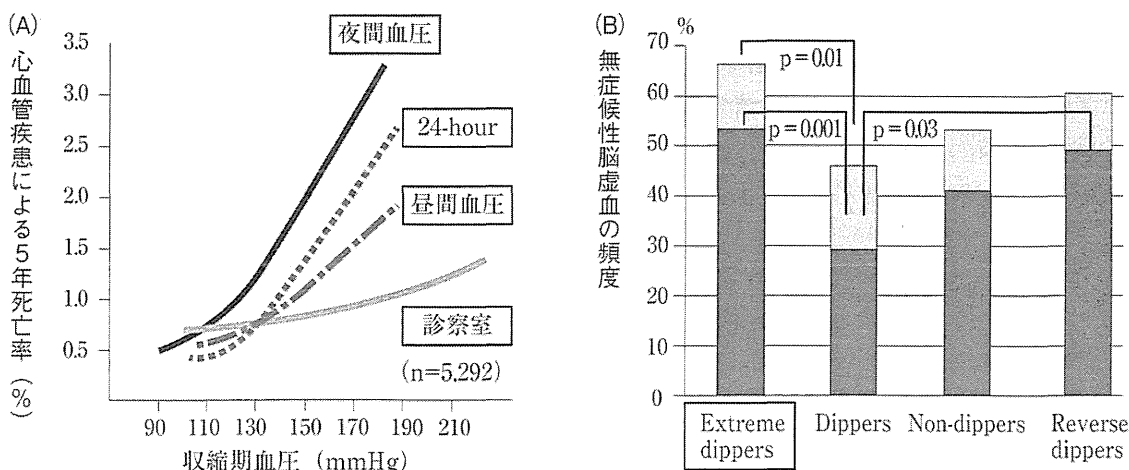 (A)
心血管疾患による5年死亡率(%)
3.5
3.0
2.5
2.0
1.5
1.0
0.5
夜間血圧
24-hour
昼間血圧
診察室
(n=5,292)
90 110 130 150 170 190 210
収縮期血圧 (mmHg)
(B)
無症候性脳虚血の頻度
%
70
60
50
40
30
20
10
0
p=0.01
p=0.001
p=0.03
Extreme dippers
Dippers
Non-dippers
Reverse dippers